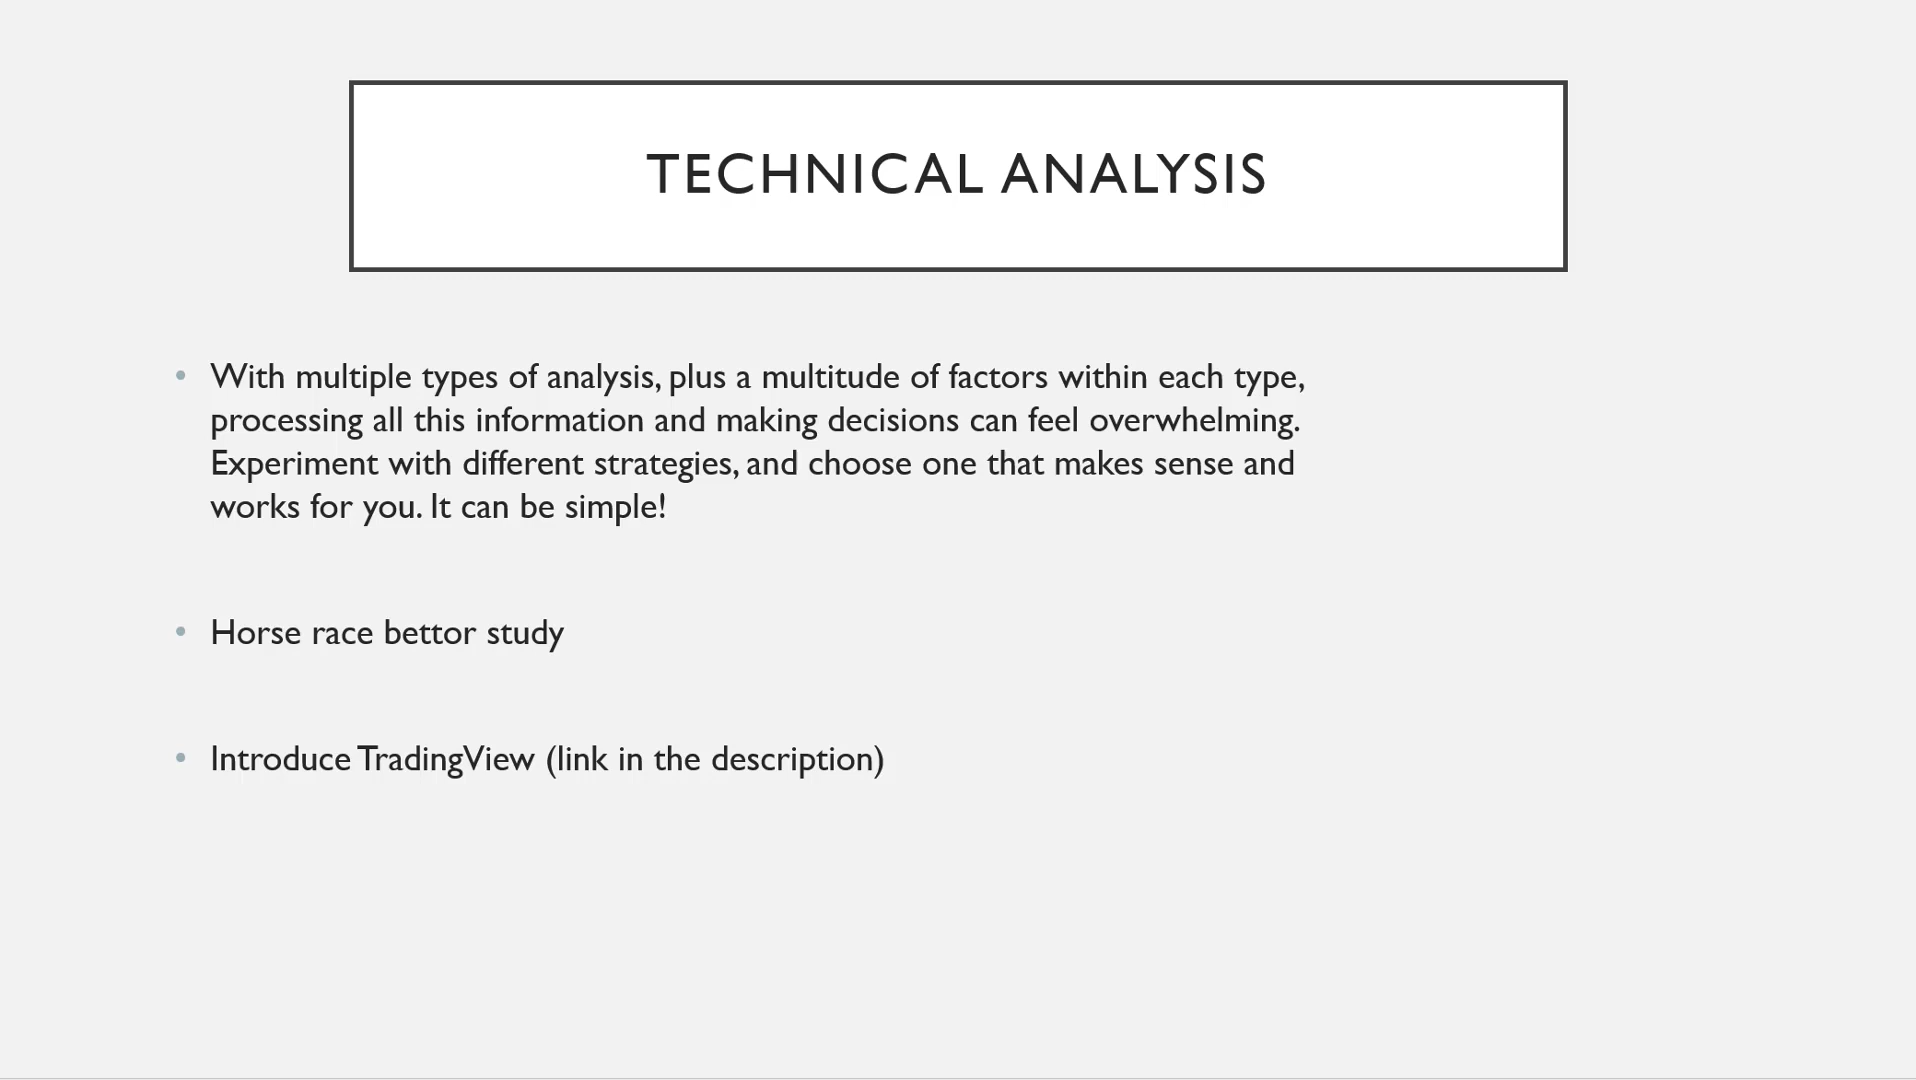 TECHNICAL ANALYSIS
• With multiple types of analysis, plus a multitude of factors within each type,
processing all this information and making decisions can feel overwhelming.
Experiment with different strategies, and choose one that makes sense and
works for you. It can be simple!
• Horse race bettor study
• Introduce TradingView (link in the description)